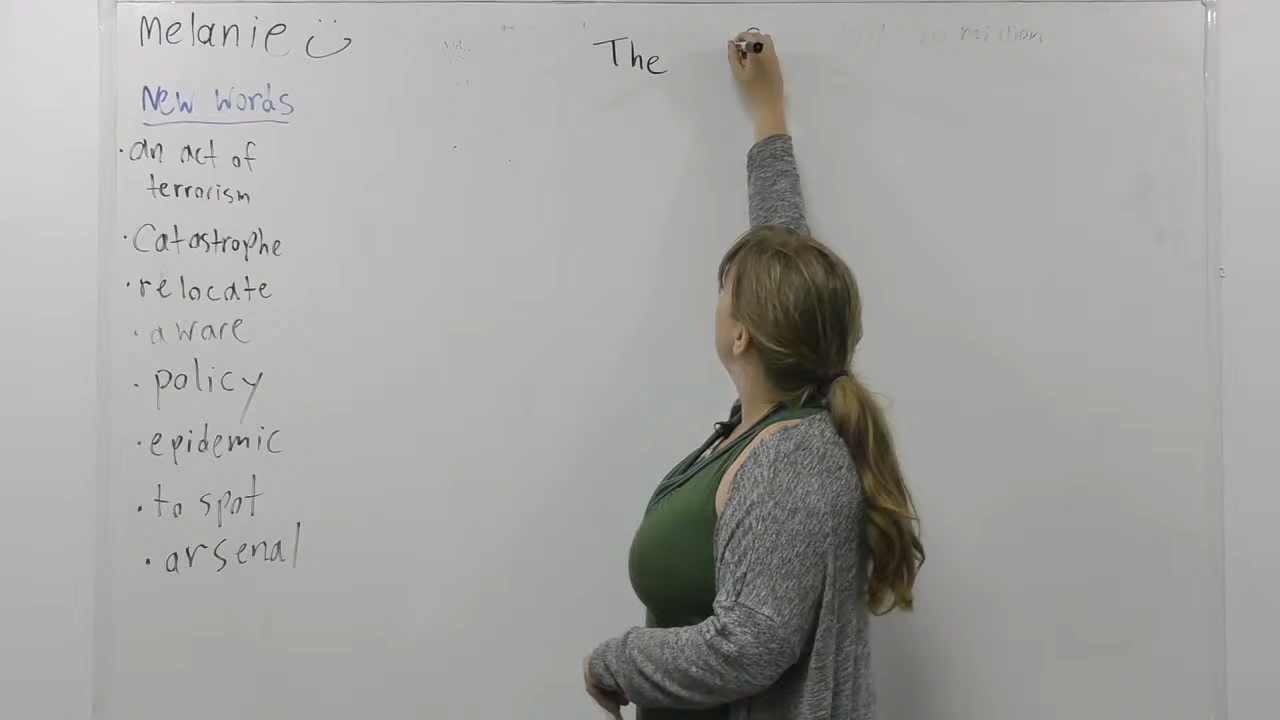 Melanie
The
New words
· an act of
terrorism
· Catastrophe
· relocate
· aware
· policy
· epidemic
· to spot
· arsenal